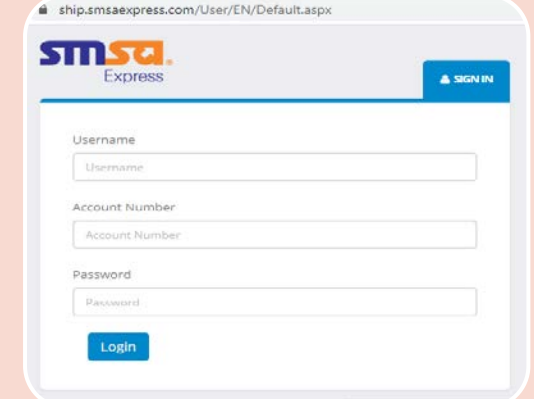 ship.smsaexpress.com/User/EN/Default.aspx
smsa.
Express
SIGN IN
Username
Username
Account Number
Account Number
Password
Password
Login